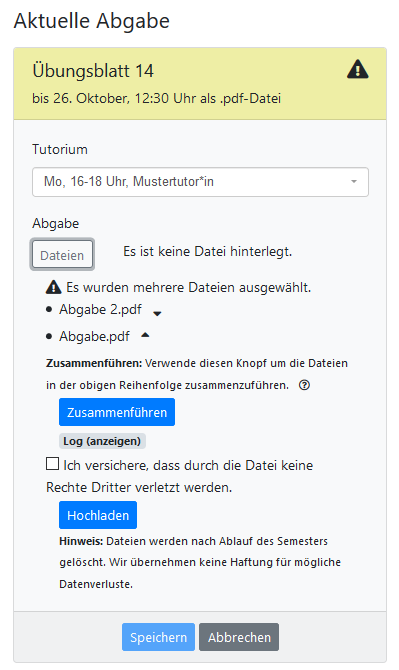 Aktuelle Abgabe
Übungsblatt 14
bis 26. Oktober, 12:30 Uhr als .pdf-Datei
Tutorium
Mo, 16-18 Uhr, Mustertutor*in
Abgabe
Dateien
Es ist keine Datei hinterlegt.
Es wurden mehrere Dateien ausgewählt.
Abgabe 2.pdf
Abgabe.pdf
Zusammenführen: Verwende diesen Knopf um die Dateien
in der obigen Reihenfolge zusammenzuführen.
Zusammenführen
Log (anzeigen)
Ich versichere, dass durch die Datei keine
Rechte Dritter verletzt werden.
Hochladen
Hinweis: Dateien werden nach Ablauf des Semesters
gelöscht. Wir übernehmen keine Haftung für mögliche
Datenverluste.
Speichern
Abbrechen